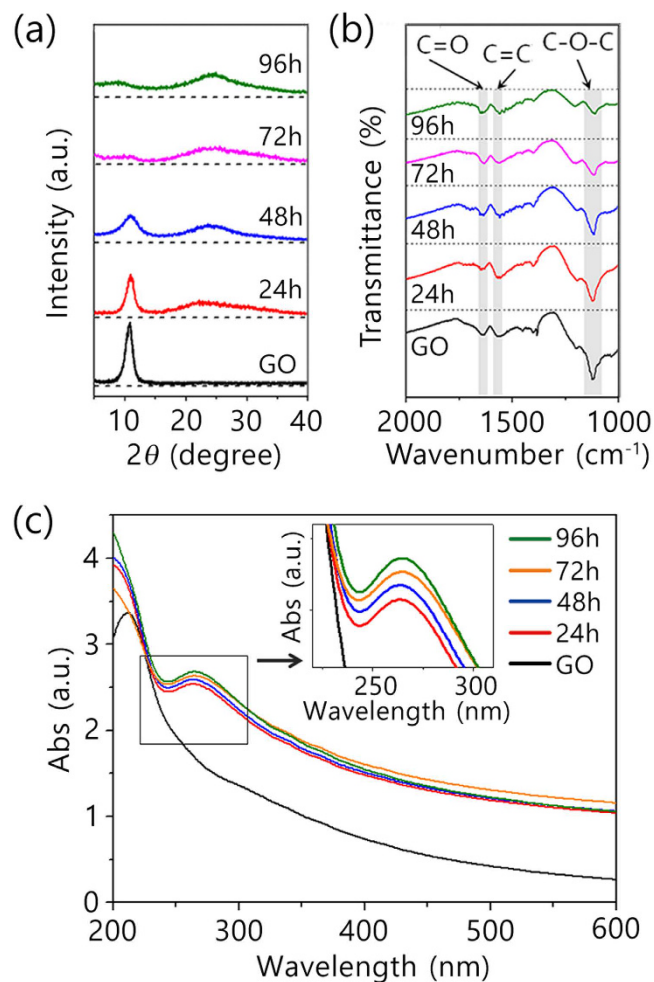 (a)
96h
72h
48h
24h
GO
Intensity (a.u.)
10 20 30 40
2θ (degree)
(b)
C=O C=C C-O-C
96h
72h
48h
24h
GO
Transmittance (%)
2000 1500 1000
Wavenumber (cm⁻¹)
(c)
4
3
2
1
0
Abs (a.u.)
200 300 400 500 600
Wavelength (nm)
Abs (a.u.)
250 300
Wavelength (nm)
96h
72h
48h
24h
GO